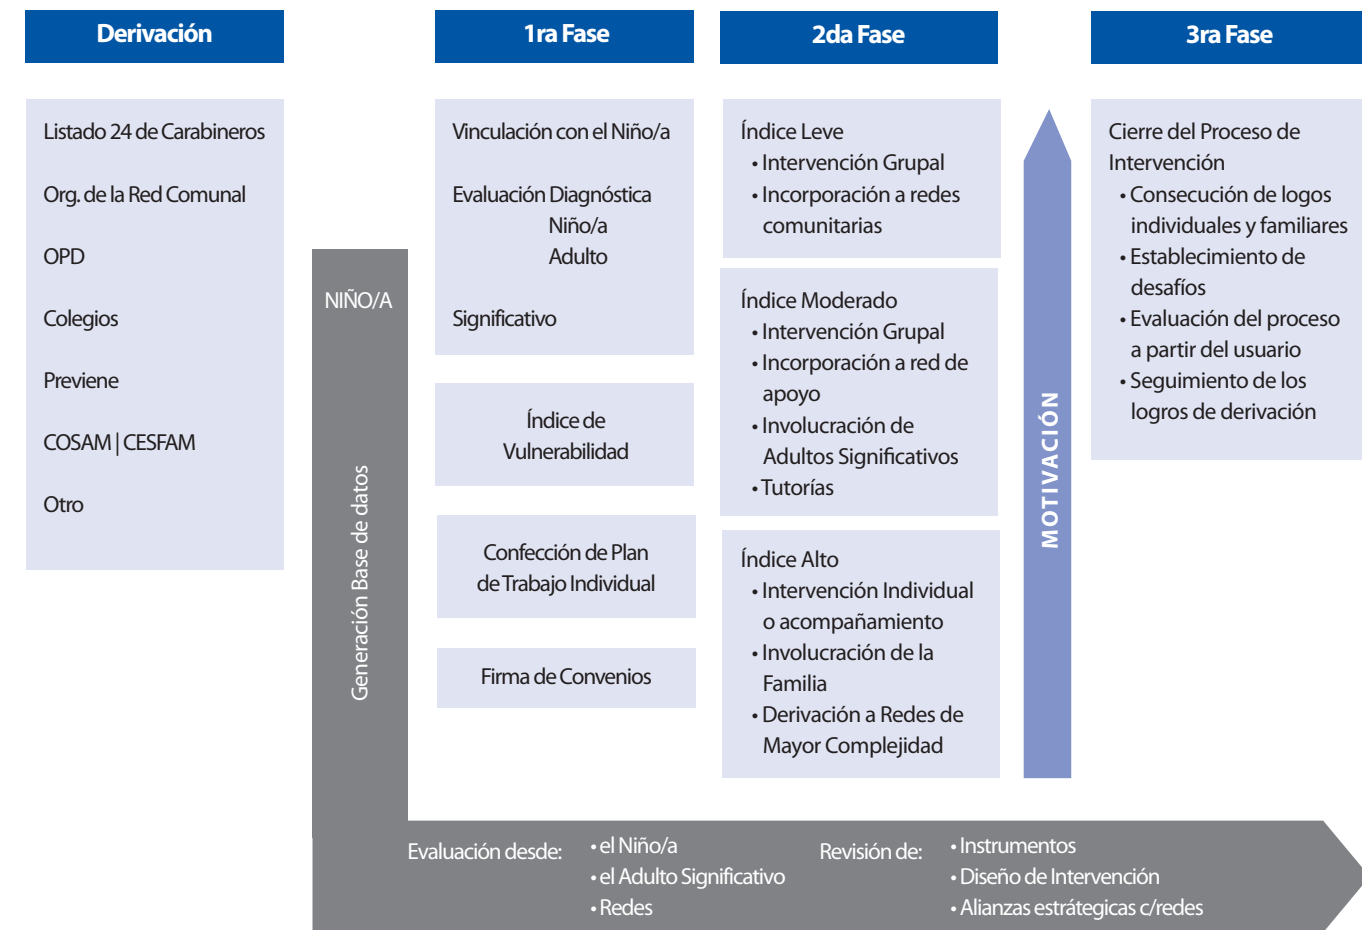 Derivación
Listado 24 de Carabineros
Org. de la Red Comunal
OPD
Colegios
Previene
COSAM | CESFAM
Otro
NIÑO/A
Generación Base de datos
1ra Fase
Vinculación con el Niño/a
Evaluación Diagnóstica
Niño/a
Adulto
Significativo
Índice de
Vulnerabilidad
Confección de Plan
de Trabajo Individual
Firma de Convenios
2da Fase
Índice Leve
• Intervención Grupal
• Incorporación a redes
comunitarias
Índice Moderado
• Intervención Grupal
• Incorporación a red de
apoyo
• Involucración de
Adultos Significativos
• Tutorías
Índice Alto
• Intervención Individual
o acompañamiento
• Involucración de la
Familia
• Derivación a Redes de
Mayor Complejidad
MOTIVACIÓN
3ra Fase
Cierre del Proceso de
Intervención
• Consecución de logos
individuales y familiares
• Establecimiento de
desafíos
• Evaluación del proceso
a partir del usuario
• Seguimiento de los
logros de derivación
Evaluación desde:
• el Niño/a
• el Adulto Significativo
• Redes
Revisión de:
• Instrumentos
• Diseño de Intervención
• Alianzas estrátegicas c/redes